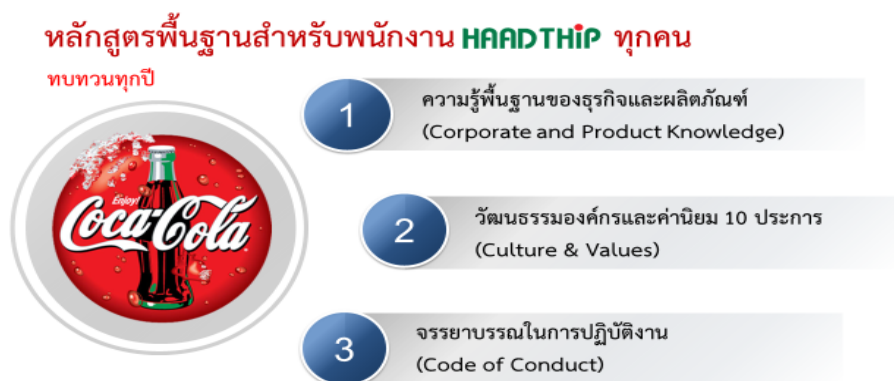 หลักสูตรพื้นฐานสำหรับพนักงาน HAADTHiP ทุกคน
ทบทวนทุกปี
1
ความรู้พื้นฐานของธุรกิจและผลิตภัณฑ์
(Corporate and Product Knowledge)
Enjoy!
Coca-Cola
2
วัฒนธรรมองค์กรและค่านิยม 10 ประการ
(Culture & Values)
3
จรรยาบรรณในการปฏิบัติงาน
(Code of Conduct)